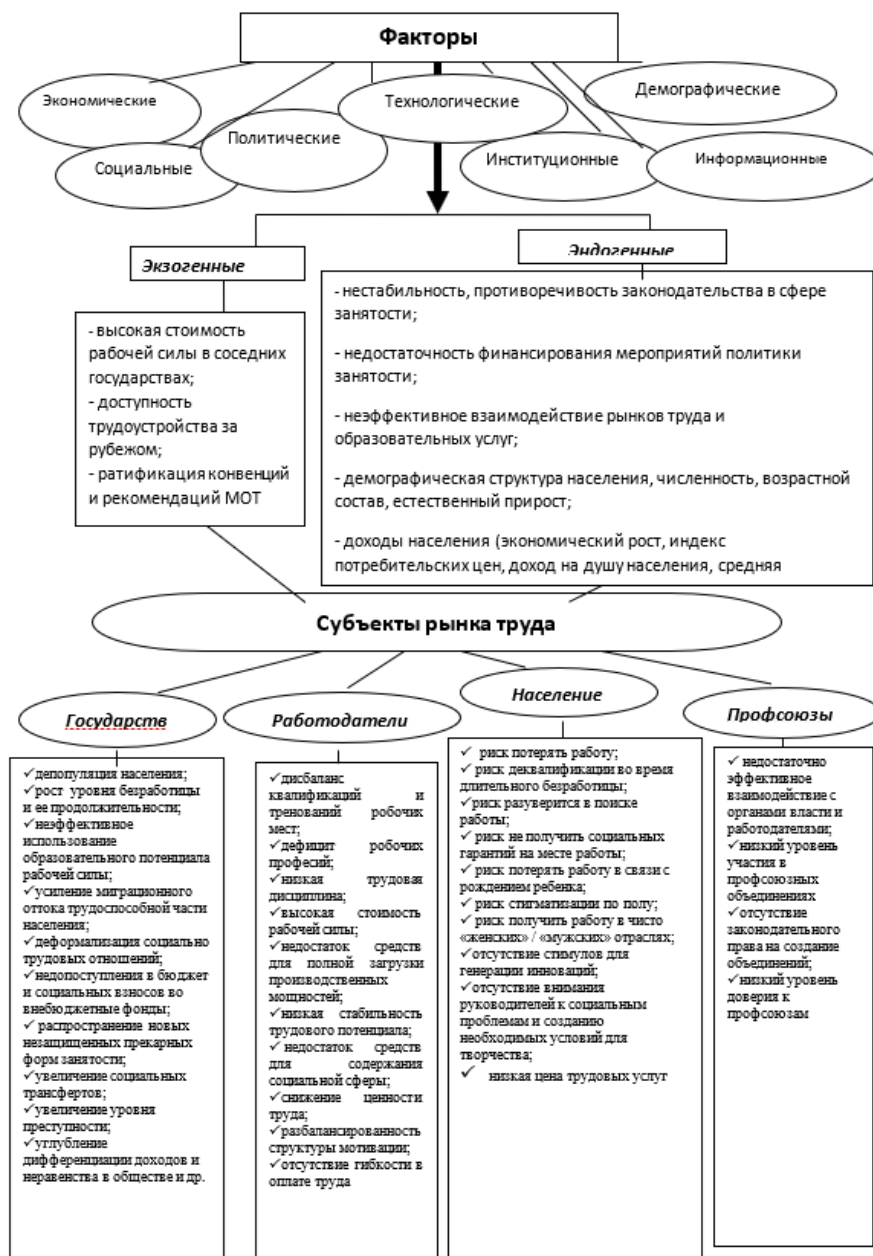 Факторы
Экономические
Социальные
Политические
Технологические
Институционные
Демографические
Информационные
Экзогенные
Эндогенные
- высокая стоимость
рабочей силы в соседних
государствах;
- доступность
трудоустройства за
рубежом;
- ратификация конвенций
и рекомендаций МОТ
- нестабильность, противоречивость законодательства в сфере
занятости;
- недостаточность финансирования мероприятий политики
занятости;
- неэффективное взаимодействие рынков труда и
образовательных услуг;
- демографическая структура населения, численность, возрастной
состав, естественный прирост;
- доходы населения (экономический рост, индекс
потребительских цен, доход на душу населения, средняя
Субъекты рынка труда
Государств
Работодатели
Население
Профсоюзы
✓депопуляция населения;
✓рост уровня безработицы
и ее продолжительности;
✓неэффективное
использование
образовательного потенциала
рабочей силы;
✓усиление миграционного
оттока трудоспособной части
населения;
✓деформализация социально
трудовых отношений;
✓недопоступления в бюджет
и социальных взносов во
внебюджетные фонды;
✓ распространение новых
незащищенных прекарных
форм занятости;
✓увеличение социальных
трансфертов;
✓увеличение уровня
преступности;
✓углубление
дифференциации доходов и
неравенства в обществе и др.
✓дисбаланс
квалификаций и
тренований робочих
мест;
✓дефицит робочих
професий;
✓низкая трудовая
дисциплина;
✓высокая стоимость
рабочей силы;
✓недостаток средств
для полной загрузки
производственных
мощностей;
✓низкая стабильность
трудового потенциала;
✓недостаток средств
для содержания
социальной сферы;
✓снижение ценности
труда;
✓разбалансированность
структуры мотивации;
✓отсутствие гибкости в
оплате труда
✓ риск потерять работу;
✓ риск деквалификации во время
длительного безработицы;
✓риск разуверится в поиске
работы;
✓ риск не получить социальных
гарантий на месте работы;
✓ риск потерять работу в связи с
рождением ребенка;
✓ риск стигматизации по полу;
✓ риск получить работу в чисто
«женских» / «мужских» отраслях;
✓отсутствие стимулов для
генерации инноваций;
✓отсутствие внимания
руководителей к социальным
проблемам и созданию
необходимых условий для
творчества;
✓ низкая цена трудовых услуг
✓ недостаточно
эффективное
взаимодействие с
органами власти и
работодателями;
✓низкий уровень
участия в
профсоюзных
объединениях
✓отсутствие
законодательного
права на создание
объединений;
✓низкий уровень
доверия к
профсоюзам